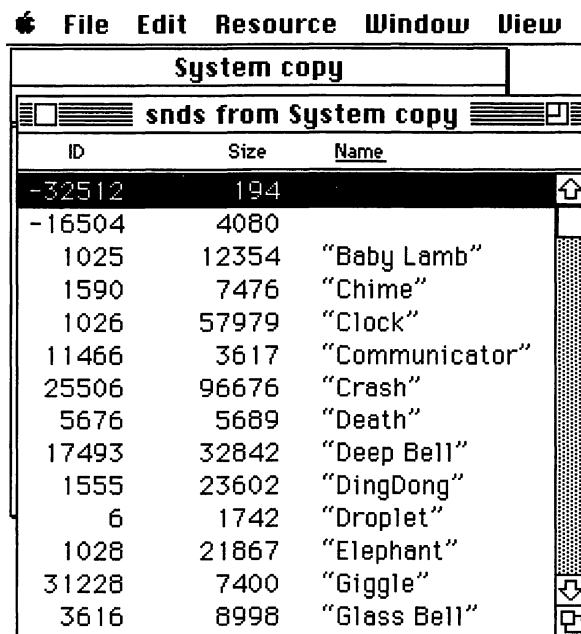 File Edit Resource Window View
System copy
snds from System copy
ID Size Name
-32512 194
-16504 4080
1025 12354 “Baby Lamb”
1590 7476 “Chime”
1026 57979 “Clock”
11466 3617 “Communicator”
25506 96676 “Crash”
5676 5689 “Death”
17493 32842 “Deep Bell”
1555 23602 “DingDong”
6 1742 “Droplet”
1028 21867 “Elephant”
31228 7400 “Giggle”
3616 8998 “Glass Bell”